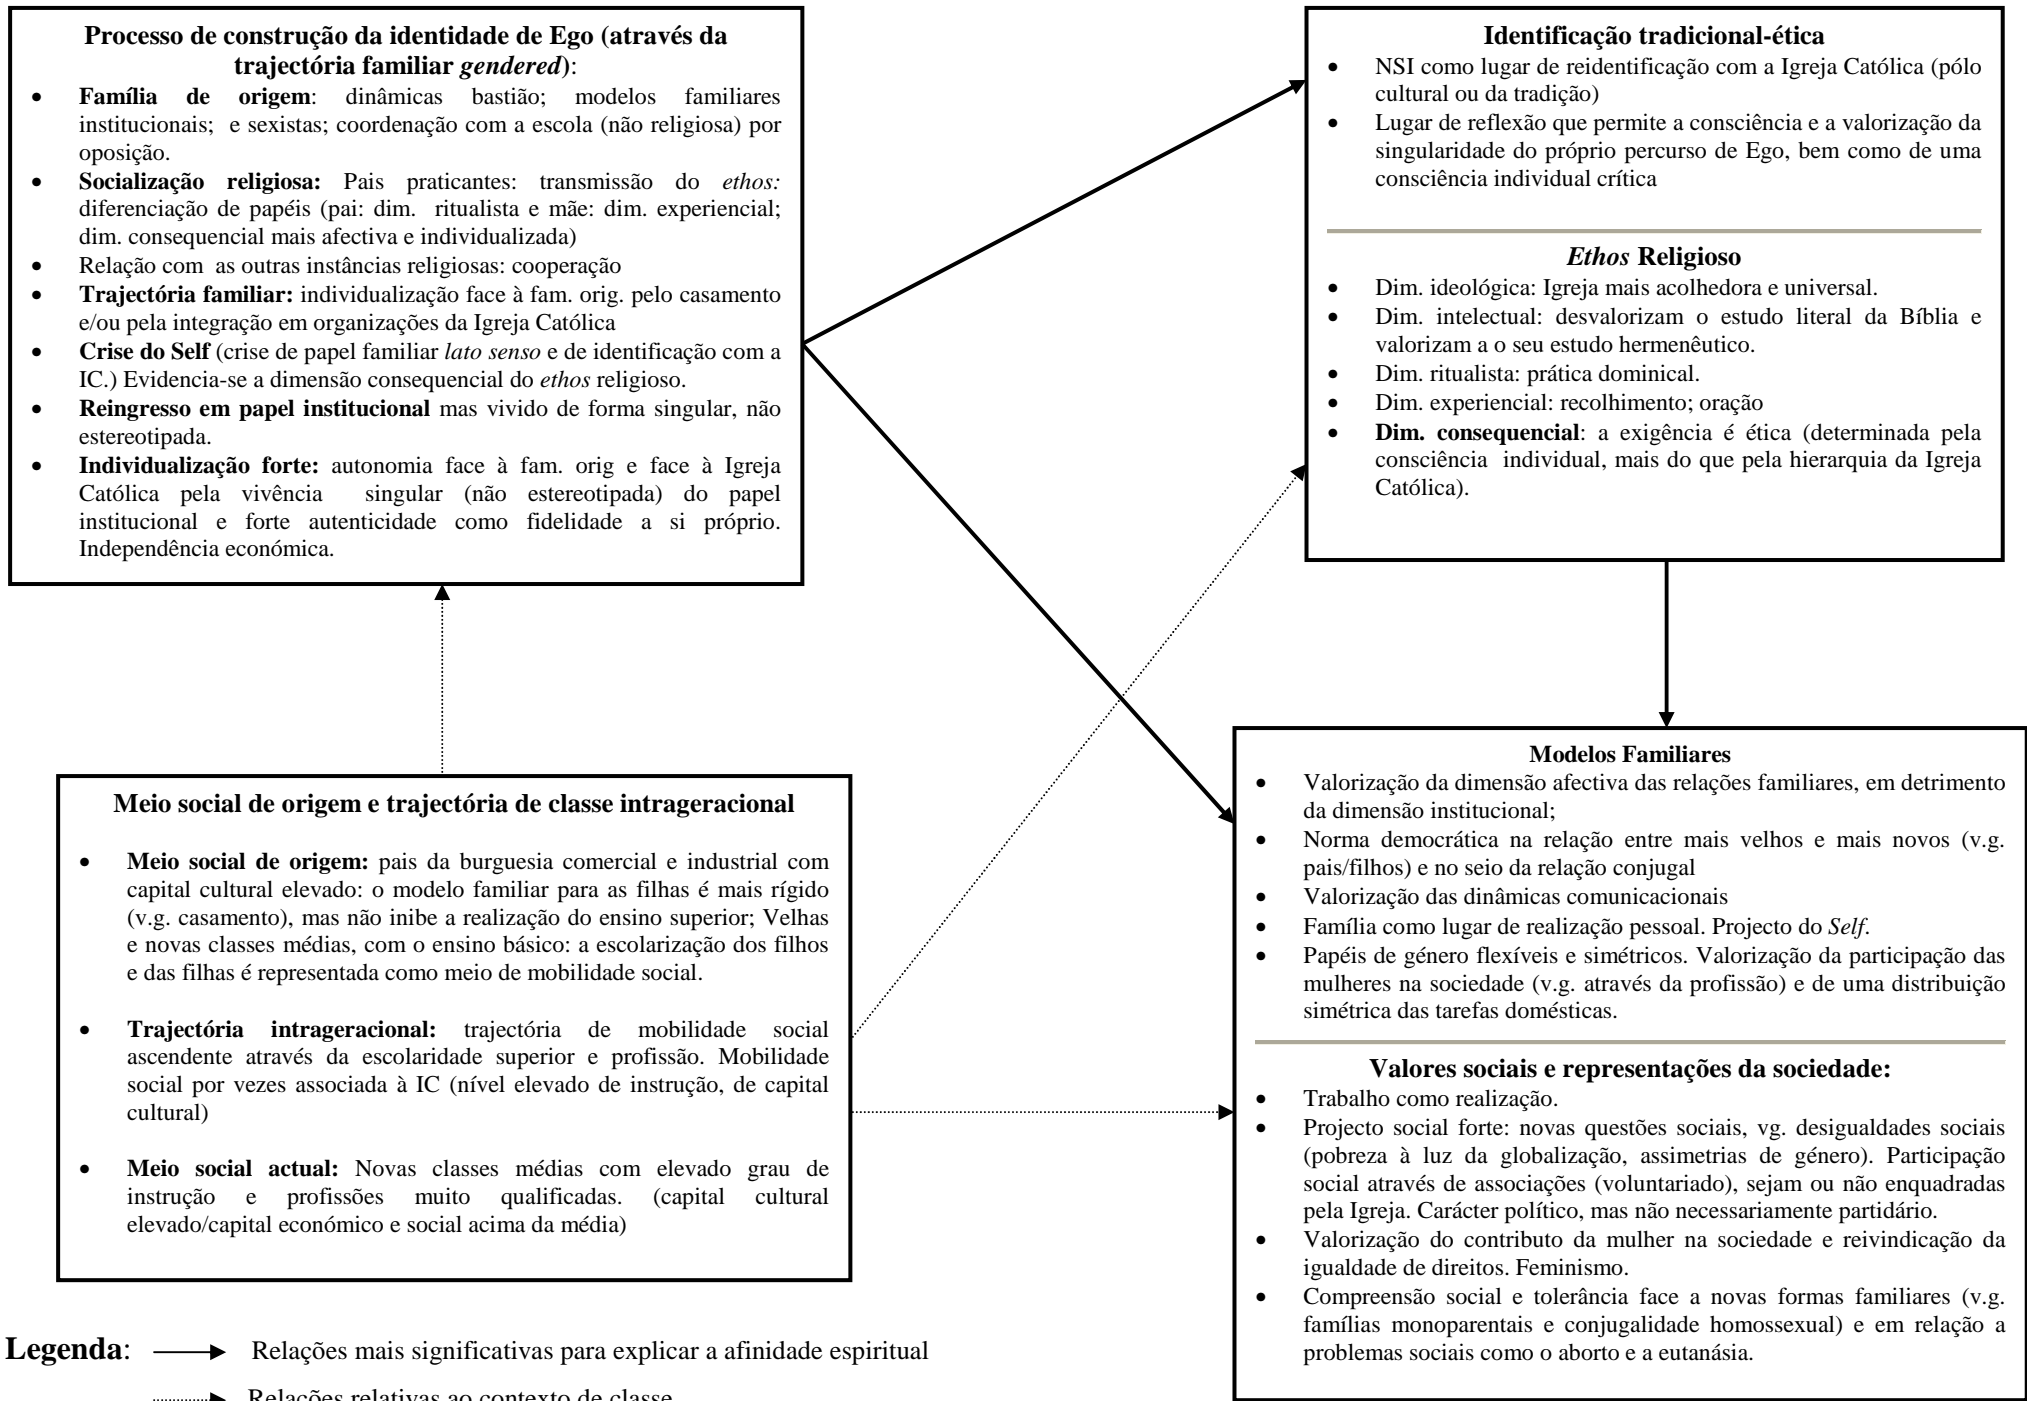 Processo de construção da identidade de Ego (através da
trajectória familiar gendered):
• Família de origem: dinâmicas bastião; modelos familiares
institucionais; e sexistas; coordenação com a escola (não religiosa) por
oposição.
• Socialização religiosa: Pais praticantes: transmissão do ethos:
diferenciação de papéis (pai: dim. ritualista e mãe: dim. experiencial;
dim. consequencial mais afectiva e individualizada)
• Relação com as outras instâncias religiosas: cooperação
• Trajectória familiar: individualização face à fam. orig. pelo casamento
e/ou pela integração em organizações da Igreja Católica
• Crise do Self (crise de papel familiar lato senso e de identificação com a
IC.) Evidencia-se a dimensão consequencial do ethos religioso.
• Reingresso em papel institucional mas vivido de forma singular, não
estereotipada.
• Individualização forte: autonomia face à fam. orig e face à Igreja
Católica pela vivência singular (não estereotipada) do papel
institucional e forte autenticidade como fidelidade a si próprio.
Independência económica.
Identificação tradicional-ética
• NSI como lugar de reidentificação com a Igreja Católica (pólo
cultural ou da tradição)
• Lugar de reflexão que permite a consciência e a valorização da
singularidade do próprio percurso de Ego, bem como de uma
consciência individual crítica
Ethos Religioso
• Dim. ideológica: Igreja mais acolhedora e universal.
• Dim. intelectual: desvalorizam o estudo literal da Bíblia e
valorizam a o seu estudo hermenêutico.
• Dim. ritualista: prática dominical.
• Dim. experiencial: recolhimento; oração
• Dim. consequencial: a exigência é ética (determinada pela
consciência individual, mais do que pela hierarquia da Igreja
Católica).
Meio social de origem e trajectória de classe intrageracional
• Meio social de origem: pais da burguesia comercial e industrial com
capital cultural elevado: o modelo familiar para as filhas é mais rígido
(v.g. casamento), mas não inibe a realização do ensino superior; Velhas
e novas classes médias, com o ensino básico: a escolarização dos filhos
e das filhas é representada como meio de mobilidade social.
• Trajectória intrageracional: trajectória de mobilidade social
ascendente através da escolaridade superior e profissão. Mobilidade
social por vezes associada à IC (nível elevado de instrução, de capital
cultural)
• Meio social actual: Novas classes médias com elevado grau de
instrução e profissões muito qualificadas. (capital cultural
elevado/capital económico e social acima da média)
Modelos Familiares
• Valorização da dimensão afectiva das relações familiares, em detrimento
da dimensão institucional;
• Norma democrática na relação entre mais velhos e mais novos (v.g.
pais/filhos) e no seio da relação conjugal
• Valorização das dinâmicas comunicacionais
• Família como lugar de realização pessoal. Projecto do Self.
• Papéis de género flexíveis e simétricos. Valorização da participação das
mulheres na sociedade (v.g. através da profissão) e de uma distribuição
simétrica das tarefas domésticas.
Valores sociais e representações da sociedade:
• Trabalho como realização.
• Projecto social forte: novas questões sociais, vg. desigualdades sociais
(pobreza à luz da globalização, assimetrias de género). Participação
social através de associações (voluntariado), sejam ou não enquadradas
pela Igreja. Carácter político, mas não necessariamente partidário.
• Valorização do contributo da mulher na sociedade e reivindicação da
igualdade de direitos. Feminismo.
• Compreensão social e tolerância face a novas formas familiares (v.g.
famílias monoparentais e conjugalidade homossexual) e em relação a
problemas sociais como o aborto e a eutanásia.
Legenda: Relações mais significativas para explicar a afinidade espiritual
Relações relativas ao contexto de classe